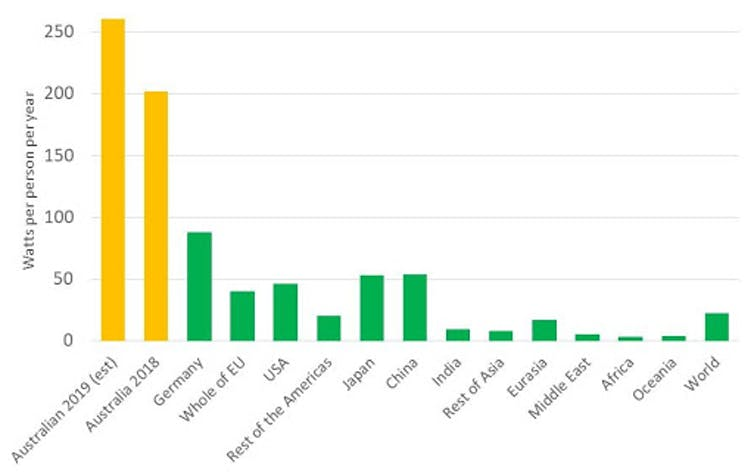 Watts per person per year
250
200
150
100
50
0
Australian 2019 (est)
Australia 2018
Germany
Whole of EU
USA
Rest of the Americas
Japan
China
India
Rest of Asia
Eurasia
Middle East
Africa
Oceania
World